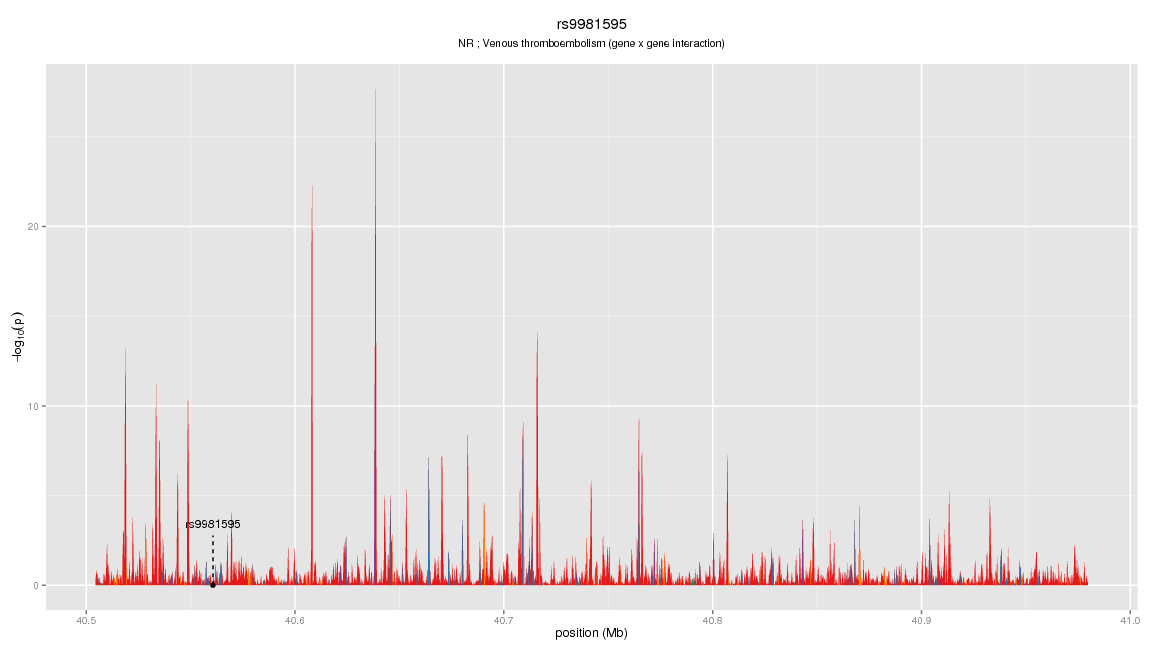 rs9981595
NR ; Venous thromboembolism (gene x gene interaction)
−log10(p)
20
10
0
rs9981595
40.5 40.6 40.7 40.8 40.9 41.0
position (Mb)